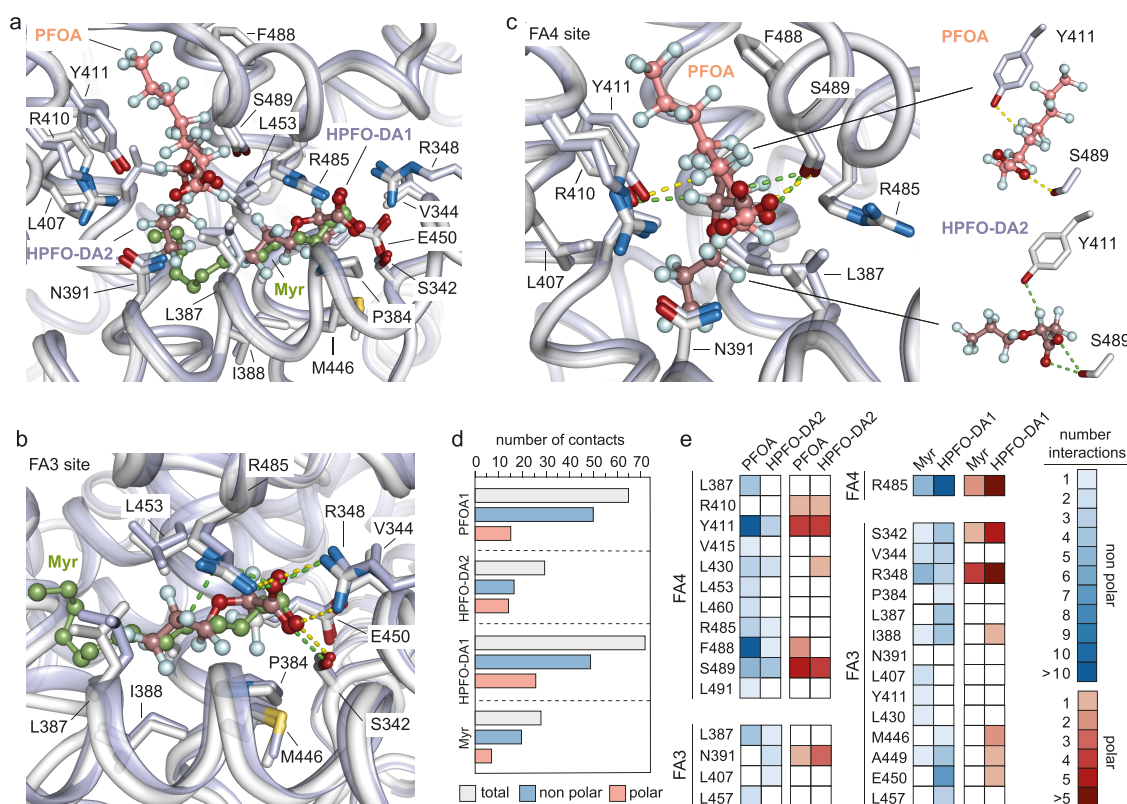 a
PFOA
F488
Y411
S489
R410
L453
HPFO-DA1
R485
R348
L407
V344
HPFO-DA2
E450
N391
Myr
S342
L387
P384
I388
M446
c
FA4 site
F488
PFOA
Y411
S489
R410
R485
L407
L387
N391
PFOA
Y411
S489
HPFO-DA2
Y411
S489
b
FA3 site
R485
L453
R348
V344
Myr
E450
P384
I388
L387
S342
M446
d
number of contacts
0 10 20 30 40 50 60 70
PFOA1
HPFO-DA2
HPFO-DA1
Myr
total
non polar
polar
e
PFOA HPFO-DA2 PFOA HPFO-DA2
FA4
L387
R410
Y411
V415
L430
L453
L460
R485
F488
S489
L491
FA3
L387
N391
L407
L457
Myr HPFO-DA1 Myr HPFO-DA1
FA4
R485
FA3
S342
V344
R348
P384
L387
I388
N391
L407
Y411
L430
M446
A449
E450
L457
number
interactions
1
2
3
4
5
6
7
8
9
10
>10
non polar
1
2
3
4
5
>5
polar